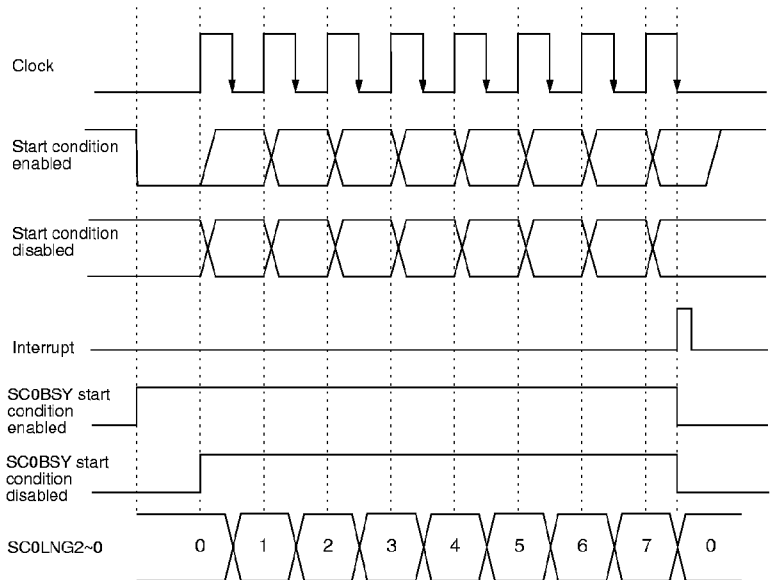 Clock
Start condition
enabled
Start condition
disabled
Interrupt
SC0BSY start
condition
enabled
SC0BSY start
condition
disabled
SC0LNG2~0 0 1 2 3 4 5 6 7 0